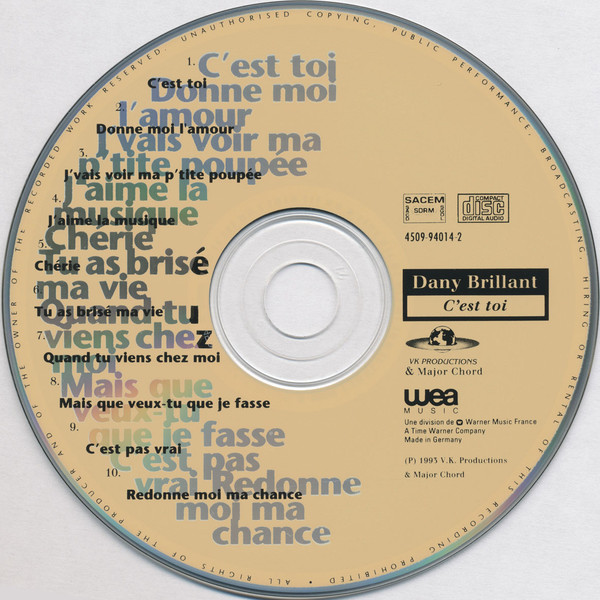 ALL RIGHTS OF THE PRODUCER AND OF THE OWNER OF THE RECORDED WORK RESERVED UNAUTHORISED COPYING, PUBLIC PERFORMANCE, BROADCASTING, HIRING OR RENTAL OF THIS RECORDING PROHIBITED •
C'est toi
Donne moi
l'amour
J'vais voir ma
p'tite poupée
J'aime la
musique
Chérie
Tu as brisé
ma vie
Quand tu
viens chez
moi
Mais que
veux-tu
que je fasse
C'est pas
vrai Redonne
moi ma
chance
1.
C'est toi
2.
Donne moi l'amour
3.
J'vais voir ma p'tite poupée
4.
J'aime la musique
5.
Chérie
6.
Tu as brisé ma vie
7.
Quand tu viens chez moi
8.
Mais que veux-tu que je fasse
9.
C'est pas vrai
10.
Redonne moi ma chance
SACEM
SDRM
COMPACT
disc
DIGITAL AUDIO
4509-94014-2
Dany Brillant
C'est toi
VK PRODUCTIONS
& Major Chord
wea
MUSIC
Une division de Warner Music France
A Time Warner Company
Made in Germany
(P) 1993 V.K. Productions
& Major Chord